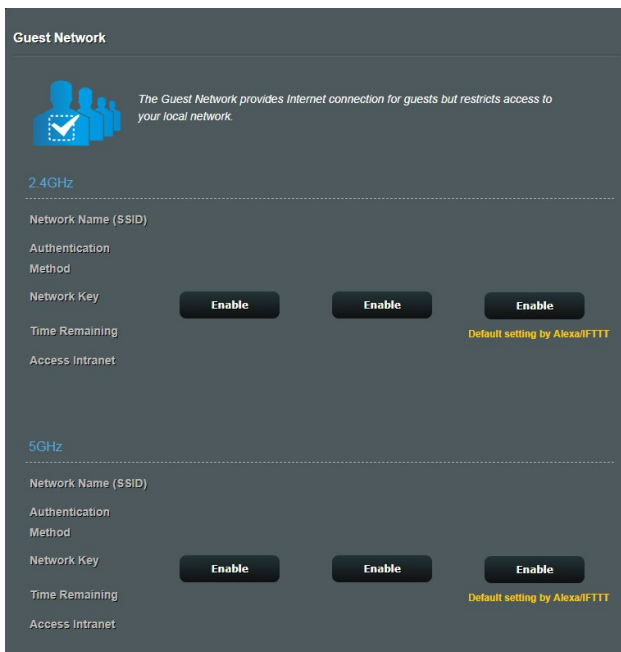 Guest Network
The Guest Network provides Internet connection for guests but restricts access to
your local network.
2.4GHz
Network Name (SSID)
Authentication
Method
Network Key
Enable Enable Enable
Time Remaining
Default setting by Alexa/IFTTT
Access Intranet
5GHz
Network Name (SSID)
Authentication
Method
Network Key
Enable Enable Enable
Time Remaining
Default setting by Alexa/IFTTT
Access Intranet